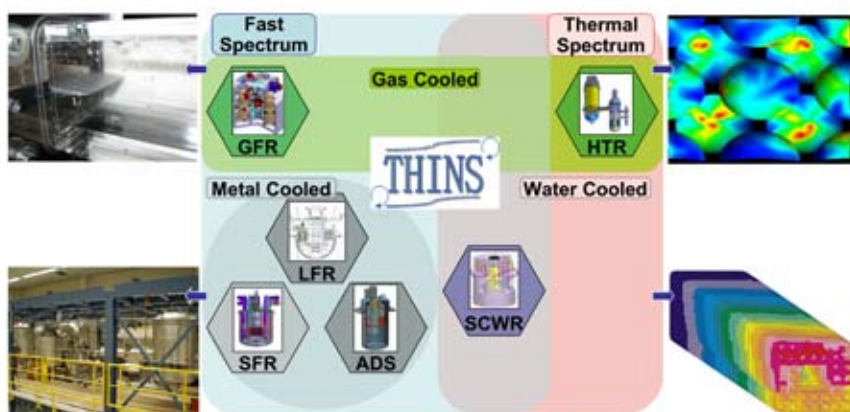 Fast
Spectrum
Thermal
Spectrum
Gas Cooled
GFR
HTR
THINS
Metal Cooled
Water Cooled
LFR
SCWR
SFR
ADS